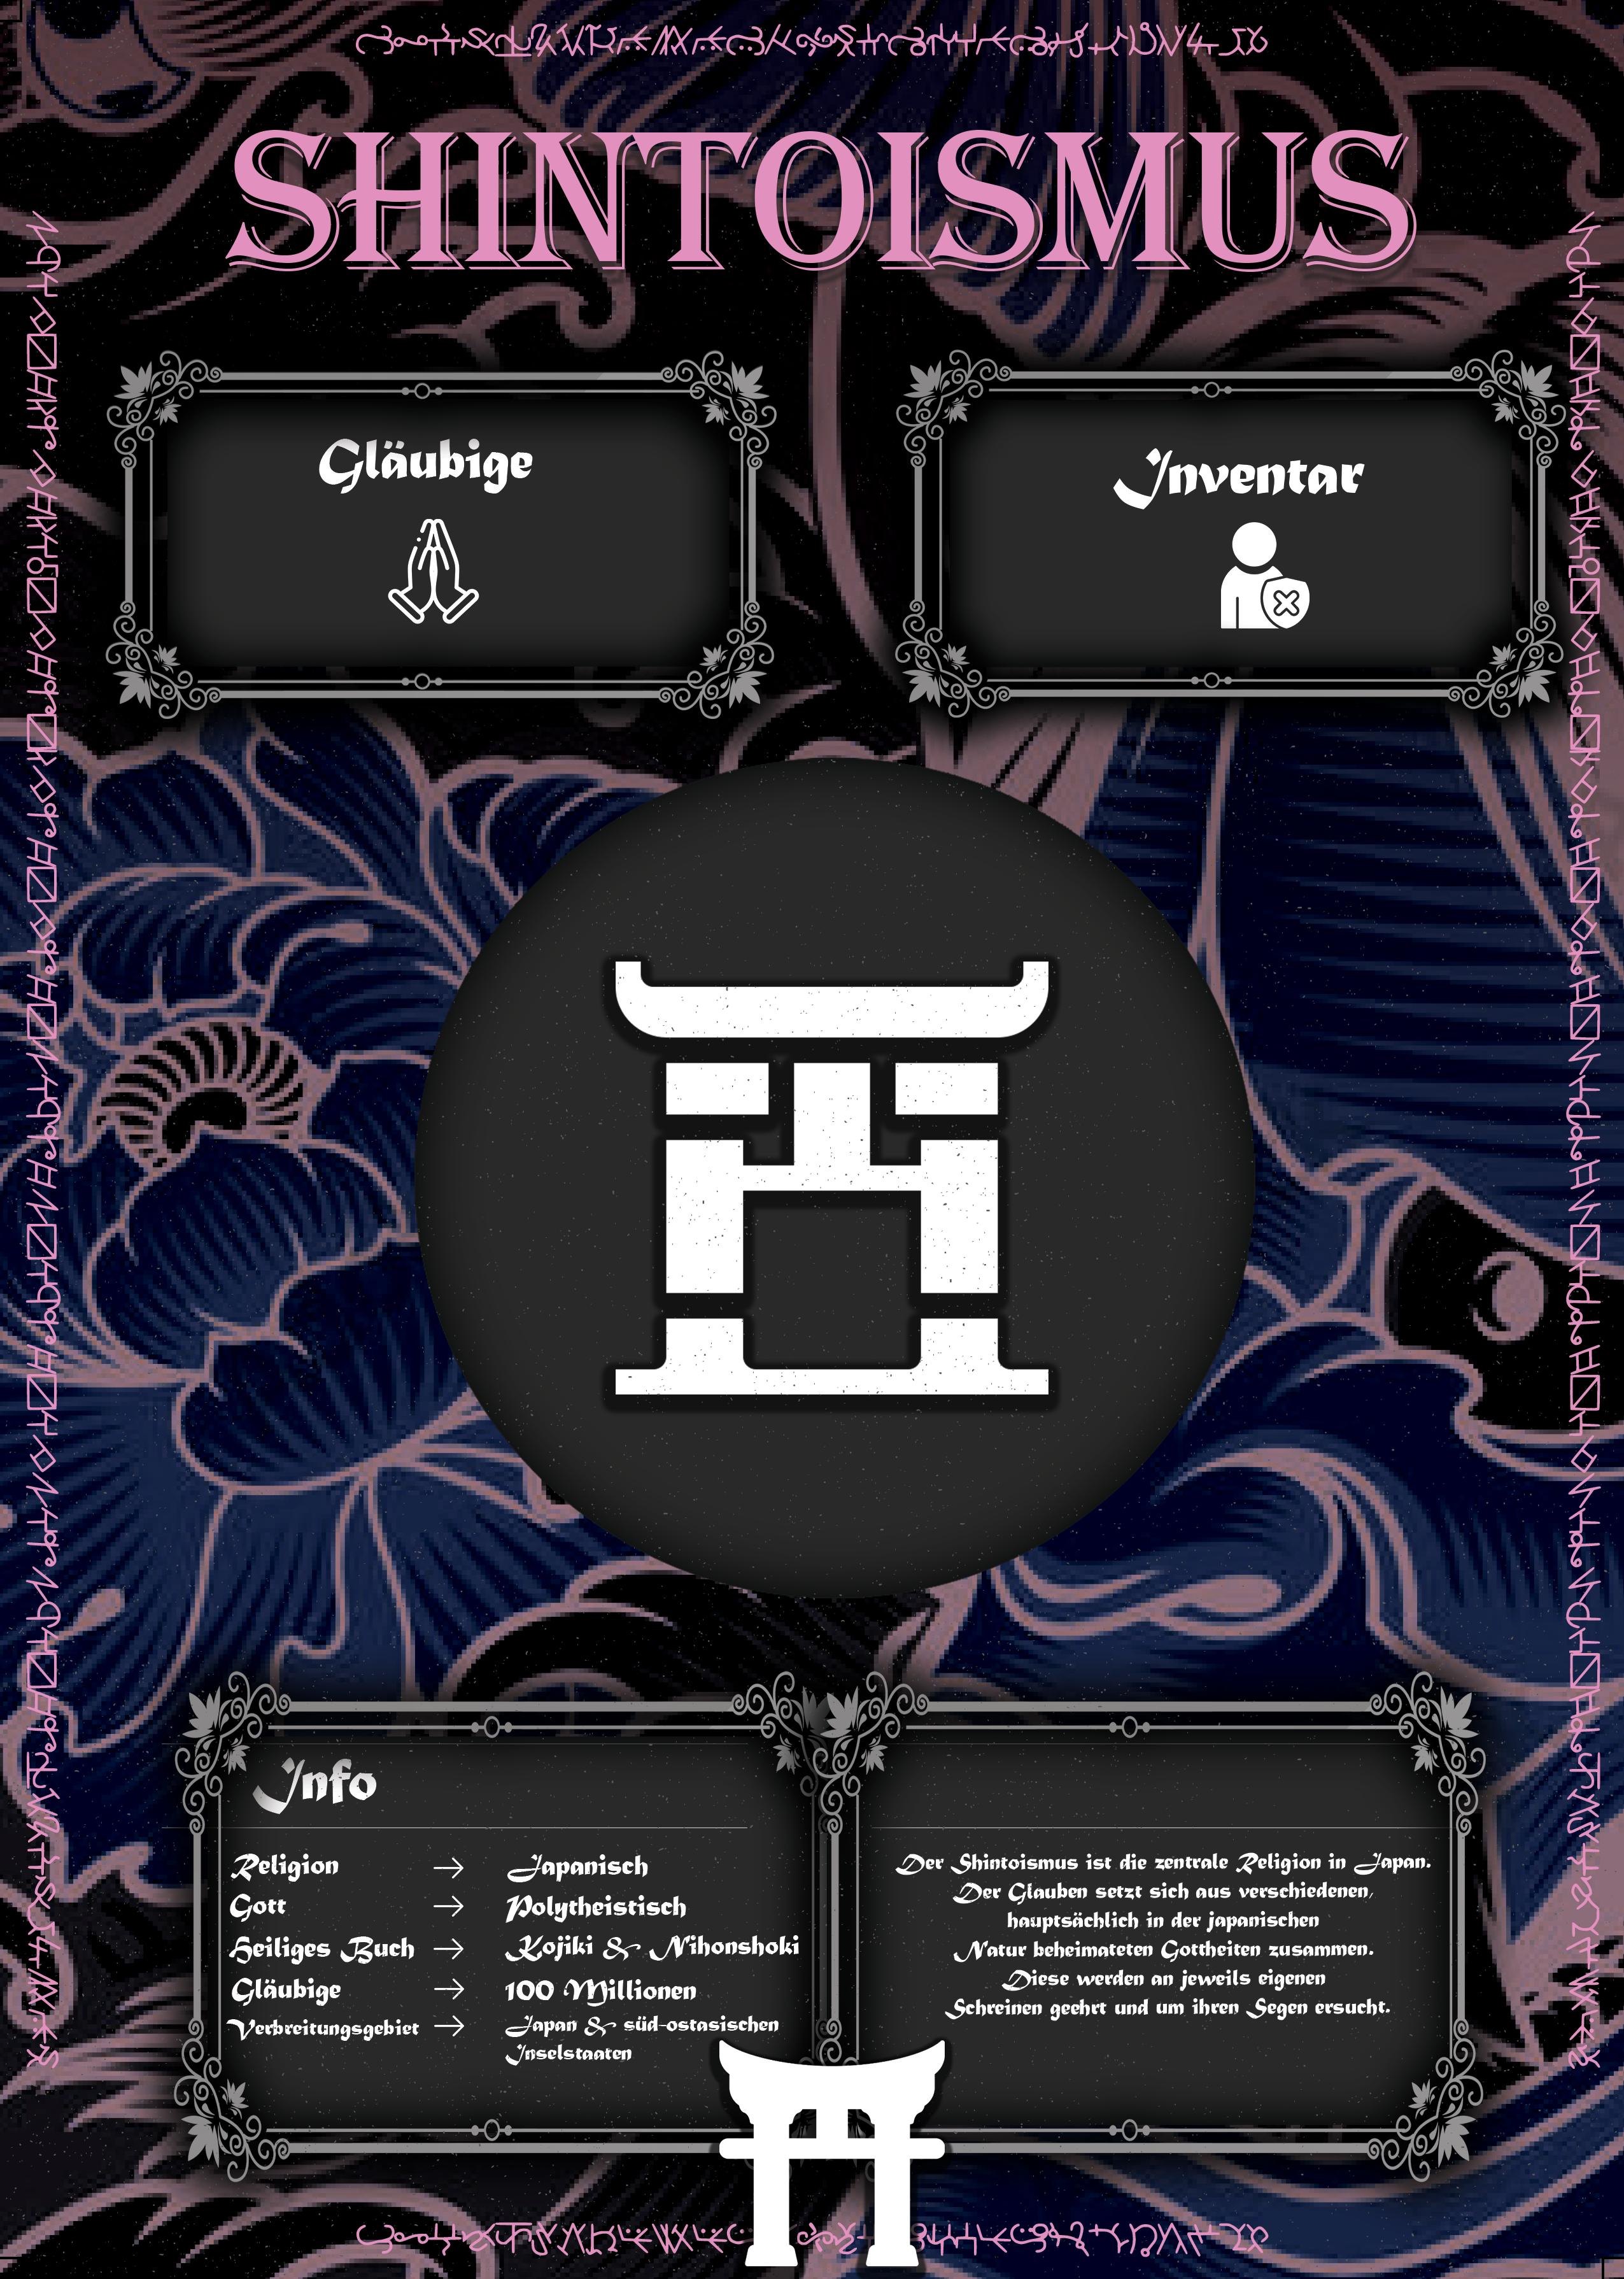 SHINTOISMUS
Gläubige
Inventar
Info
Religion → Japanisch
Gott → Polytheistisch
Heiliges Buch → Kojiki & Nihonshoki
Gläubige → 100 Millionen
Verbreitungsgebiet → Japan & süd-ostasischen
Inselstaaten
Der Shintoismus ist die zentrale Religion in Japan.
Der Glauben setzt sich aus verschiedenen,
hauptsächlich in der japanischen
Natur beheimateten Gottheiten zusammen.
Diese werden an jeweils eigenen
Schreinen geehrt und um ihren Segen ersucht.